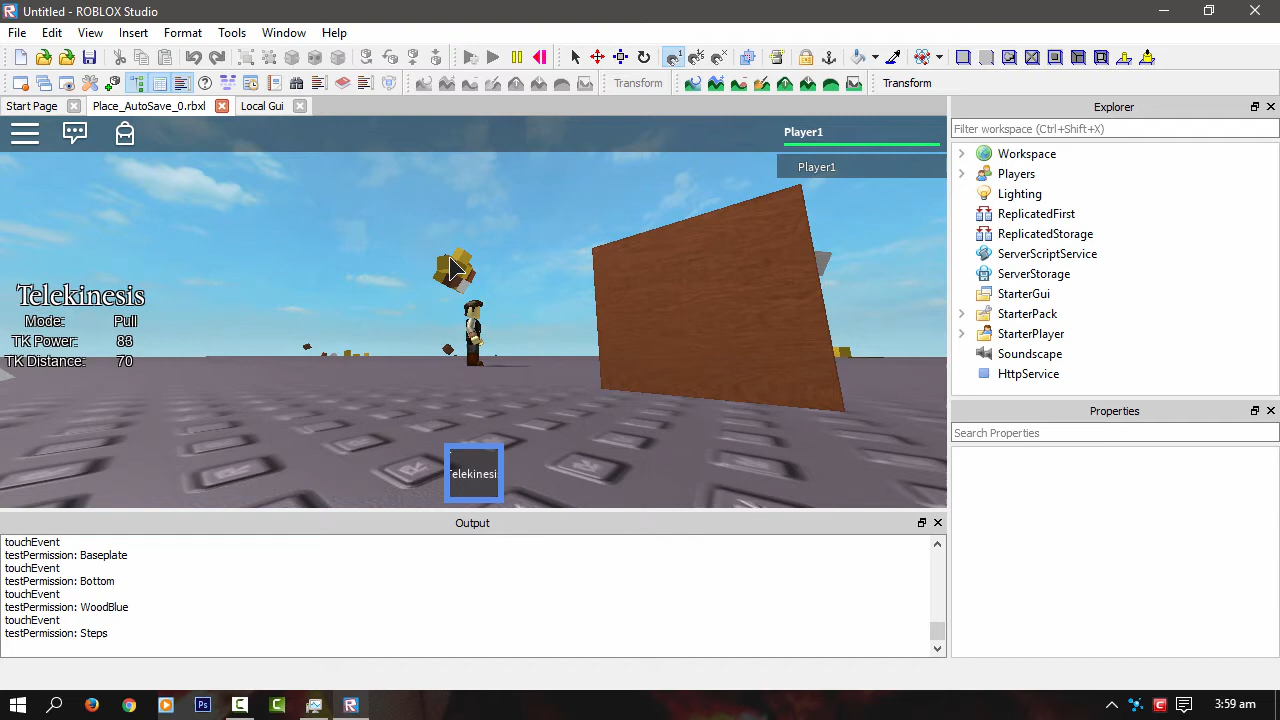 Untitled - ROBLOX Studio
File Edit View Insert Format Tools Window Help
Transform Transform
Start Page Place_AutoSave_0.rbxl Local Gui
Explorer
Filter workspace (Ctrl+Shift+X)
Workspace
Players
Lighting
ReplicatedFirst
ReplicatedStorage
ServerScriptService
ServerStorage
StarterGui
StarterPack
StarterPlayer
Soundscape
HttpService
Properties
Search Properties
Player1
Player1
Telekinesis
Mode: Pull
TK Power: 83
TK Distance: 70
Telekinesi
Output
touchEvent
testPermission: Baseplate
touchEvent
testPermission: Bottom
touchEvent
testPermission: WoodBlue
touchEvent
testPermission: Steps
3:59 am